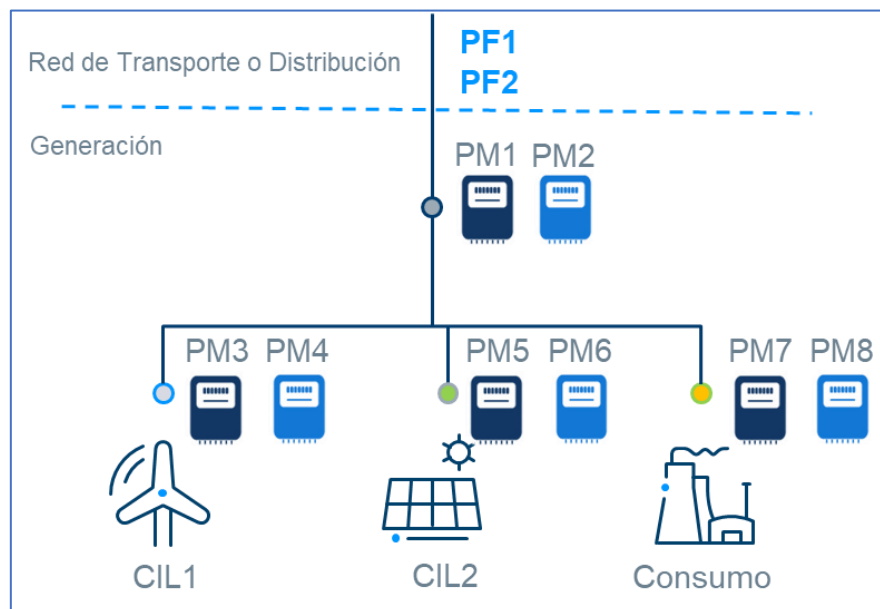 PF1
Red de Transporte o Distribución
PF2
Generación
PM1 PM2
PM3 PM4 PM5 PM6 PM7 PM8
CIL1 CIL2 Consumo